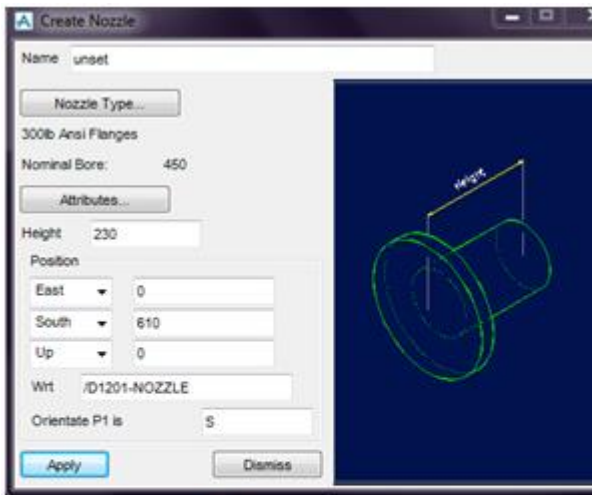 Create Nozzle
Name unset
Nozzle Type...
300lb Ansi Flanges
Nominal Bore: 450
Attributes...
Height 230
Height
Position
East 0
South 610
Up 0
Wrt /D1201-NOZZLE
Orientate P1 is S
Apply Dismiss